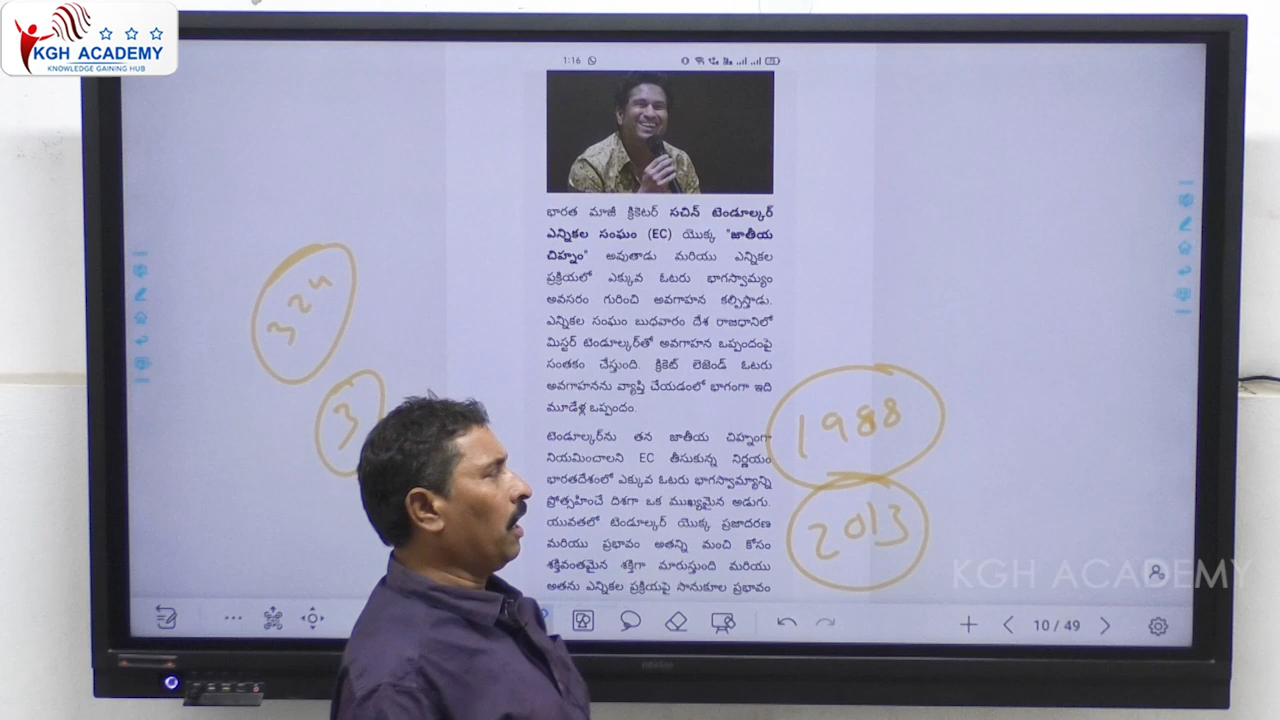 KGH ACADEMY
KNOWLEDGE GAINING HUB
1:16
భారత మాజీ క్రికెటర్ సచిన్ టెండూల్కర్
ఎన్నికల సంఘం (EC) యొక్క "జాతీయ
చిహ్నం" అవుతాడు మరియు ఎన్నికల
ప్రక్రియలో ఎక్కువ ఓటరు భాగస్వామ్యం
అవసరం గురించి అవగాహన కల్పిస్తాడు.
ఎన్నికల సంఘం బుధవారం దేశ రాజధానిలో
మిస్టర్ టెండూల్కర్‌తో అవగాహన ఒప్పందంపై
సంతకం చేస్తుంది. క్రికెట్ లెజెండ్ ఓటరు
అవగాహనను వ్యాప్తి చేయడంలో భాగంగా ఇది
మూడేళ్ల ఒప్పందం.
324
3
1988
2013
టెండూల్కర్‌ను తన జాతీయ చిహ్నంగా
నియమించాలని EC తీసుకున్న నిర్ణయం
భారతదేశంలో ఎక్కువ ఓటరు భాగస్వామ్యాన్ని
ప్రోత్సహించే దిశగా ఒక ముఖ్యమైన అడుగు.
యువతలో టెండూల్కర్ యొక్క ప్రజాదరణ
మరియు ప్రభావం అతన్ని మంచి కోసం
శక్తివంతమైన శక్తిగా మారుస్తుంది మరియు
అతను ఎన్నికల ప్రక్రియపై సానుకూల ప్రభావం
KGH ACADEMY
10 / 49